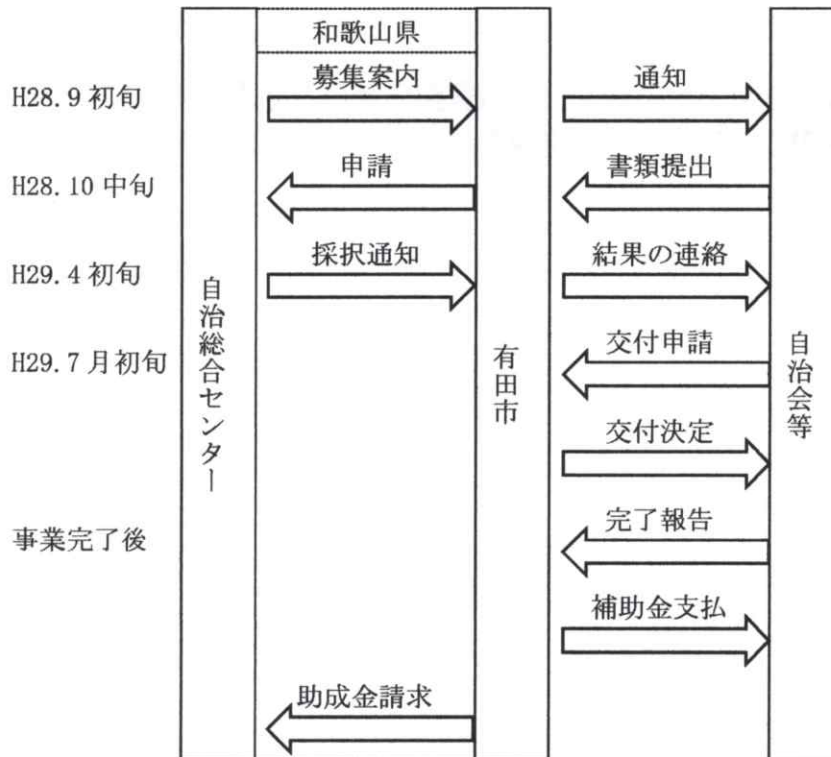 和歌山県
H28.9 初旬
募集案内
通知
H28.10 中旬
申請
書類提出
H29.4 初旬
採択通知
結果の連絡
H29.7 月初旬
交付申請
自治総合センター
有田市
自治会等
交付決定
事業完了後
完了報告
補助金支払
助成金請求